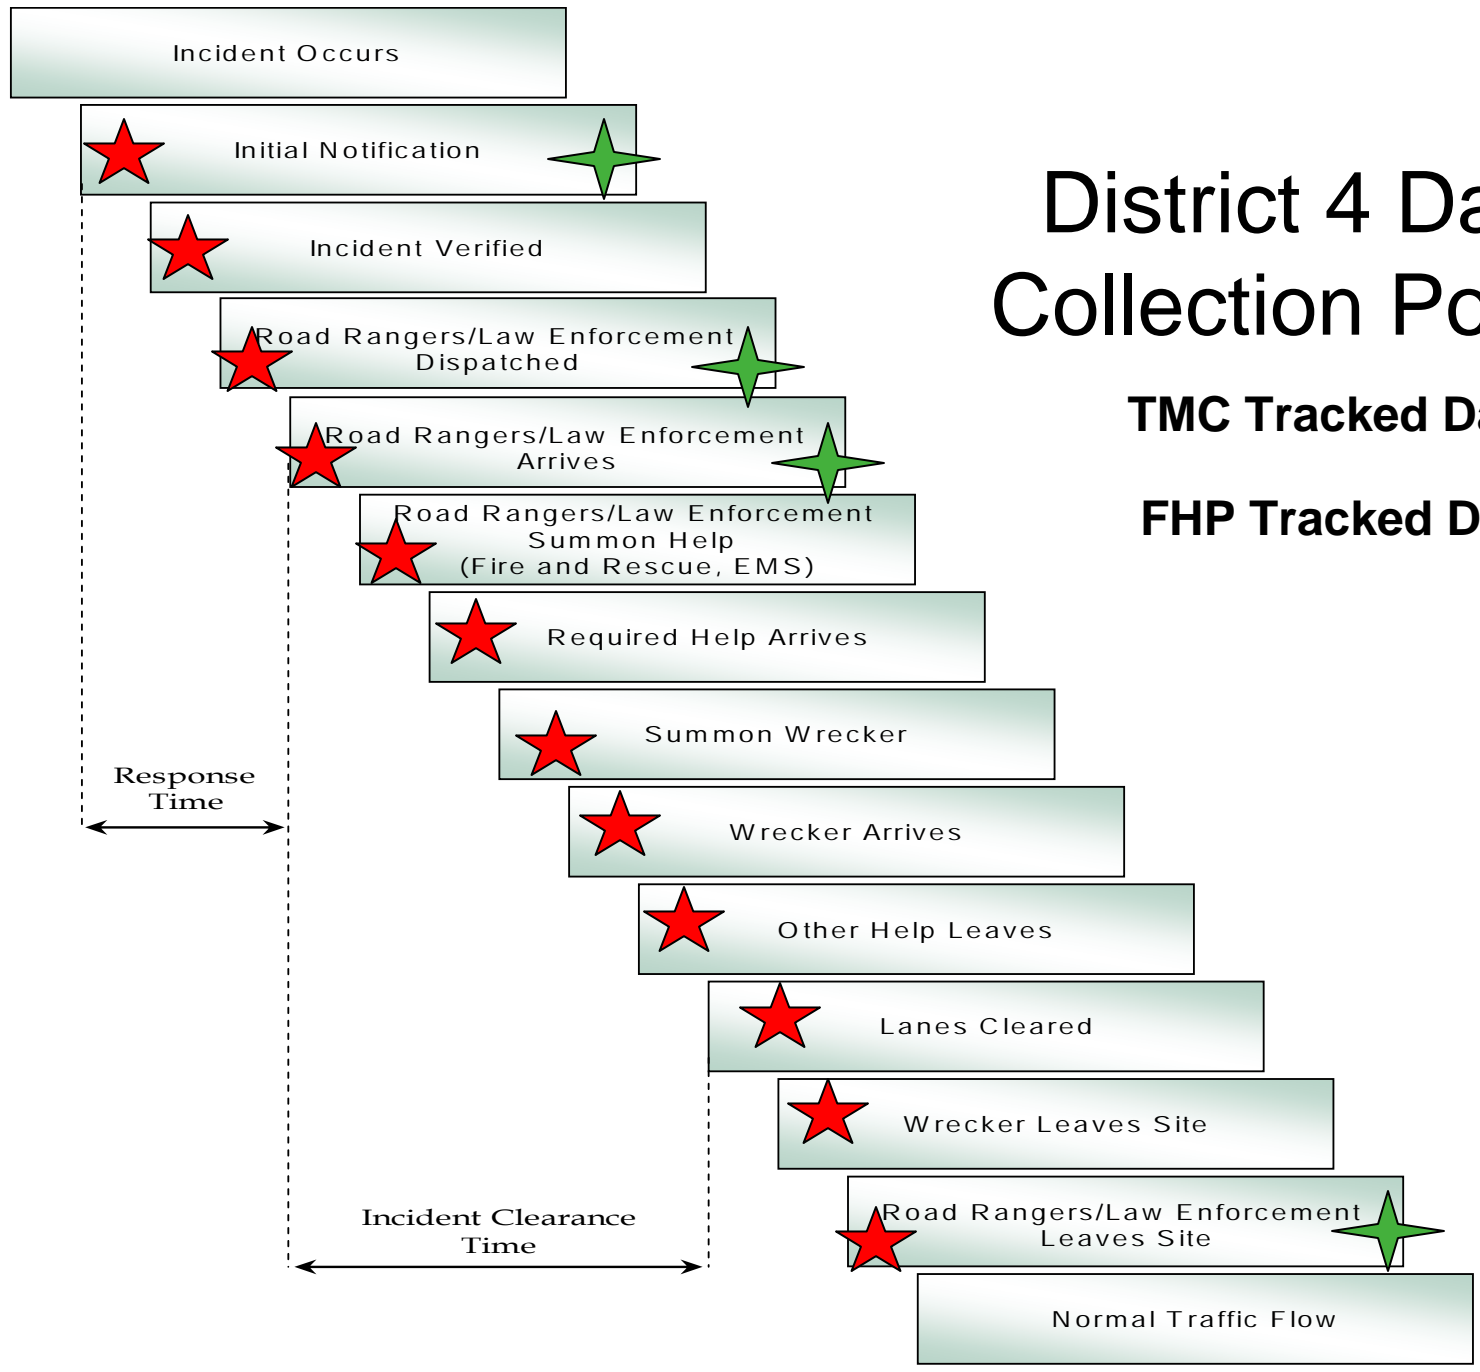 Incident Occurs
Initial Notification
Incident Verified
Road Rangers/Law Enforcement
Dispatched
Road Rangers/Law Enforcement
Arrives
Road Rangers/Law Enforcement
Summon Help
(Fire and Rescue, EMS)
Required Help Arrives
Summon Wrecker
Wrecker Arrives
Other Help Leaves
Lanes Cleared
Wrecker Leaves Site
Road Rangers/Law Enforcement
Leaves Site
Normal Traffic Flow
Response
Time
Incident Clearance
Time
District 4
Collection
TMC Tracked
FHP Tracked